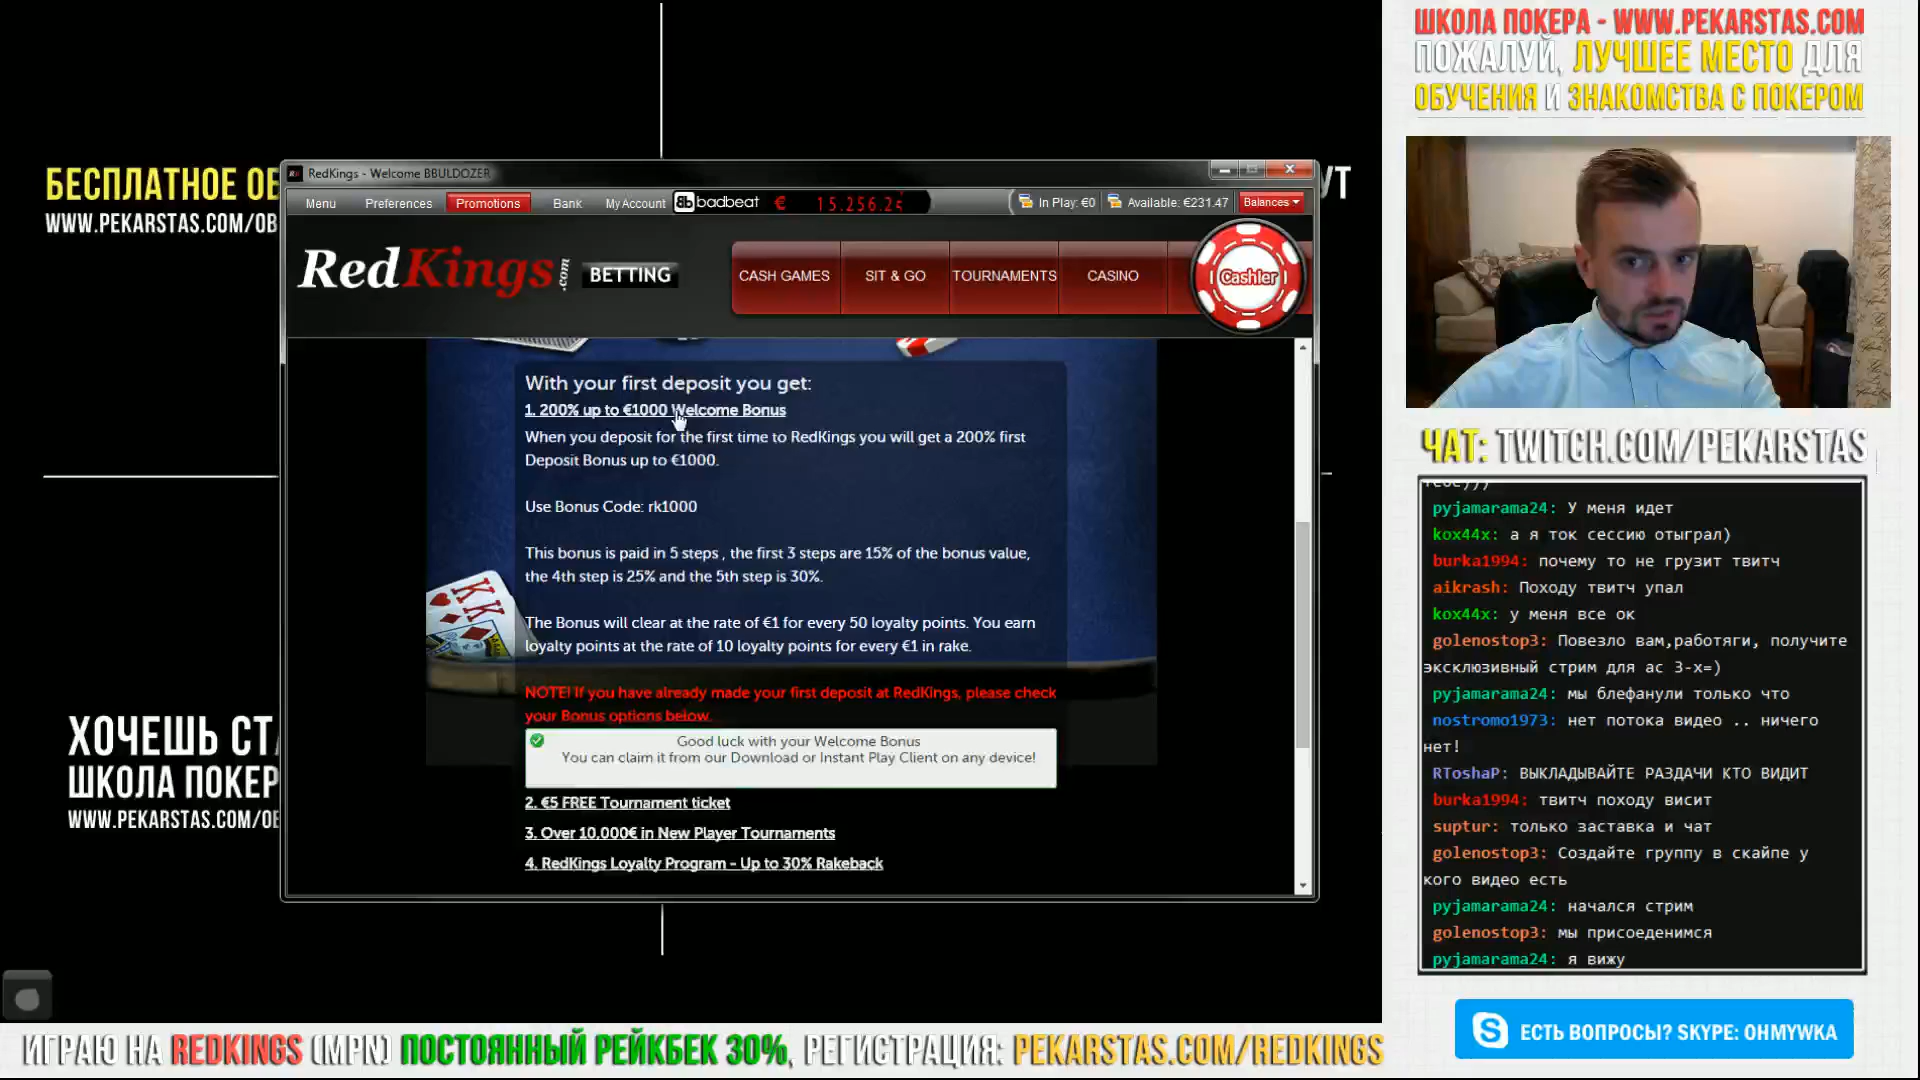 БЕСПЛАТНОЕ ОБ
WWW.PEKARSTAS.COM/OB
УТ
ХОЧЕШЬ СТА
ШКОЛА ПОКЕР
WWW.PEKARSTAS.COM/OB
RedKings - Welcome BBULDOZER
Menu Preferences Promotions Bank My Account badbeat € 15.256.2 In Play: €0 Available: €231.47 Balances
RedKings.com BETTING CASH GAMES SIT & GO TOURNAMENTS CASINO Cashier
With your first deposit you get:
1. 200% up to €1000 Welcome Bonus
When you deposit for the first time to RedKings you will get a 200% first
Deposit Bonus up to €1000.
Use Bonus Code: rk1000
This bonus is paid in 5 steps , the first 3 steps are 15% of the bonus value,
the 4th step is 25% and the 5th step is 30%.
The Bonus will clear at the rate of €1 for every 50 loyalty points. You earn
loyalty points at the rate of 10 loyalty points for every €1 in rake.
NOTE! If you have already made your first deposit at RedKings, please check
your Bonus options below.
Good luck with your Welcome Bonus
You can claim it from our Download or Instant Play Client on any device!
2. €5 FREE Tournament ticket
3. Over 10,000€ in New Player Tournaments
4. RedKings Loyalty Program - Up to 30% Rakeback
K K
ШКОЛА ПОКЕРА - WWW.PEKARSTAS.COM
ПОЖАЛУЙ, ЛУЧШЕЕ МЕСТО ДЛЯ
ОБУЧЕНИЯ И ЗНАКОМСТВА С ПОКЕРОМ
ЧАТ: TWITCH.COM/PEKARSTAS
тебе)))
pyjamarama24: У меня идет
kox44x: а я ток сессию отыграл)
burka1994: почему то не грузит твитч
aikrash: Походу твитч упал
kox44x: у меня все ок
golenostop3: Повезло вам,работяги, получите
эксклюзивный стрим для ас 3-х=)
pyjamarama24: мы блефанули только что
nostromo1973: нет потока видео .. ничего
нет!
RToshaP: ВЫКЛАДЫВАЙТЕ РАЗДАЧИ КТО ВИДИТ
burka1994: твитч походу висит
suptur: только заставка и чат
golenostop3: Создайте группу в скайпе у
кого видео есть
pyjamarama24: начался стрим
golenostop3: мы присоеденимся
pyjamarama24: я вижу
ЕСТЬ ВОПРОСЫ? SKYPE: OHMYWKA
ИГРАЮ НА REDKINGS (MPN) ПОСТОЯННЫЙ РЕЙКБЕК 30%, РЕГИСТРАЦИЯ: PEKARSTAS.COM/REDKINGS